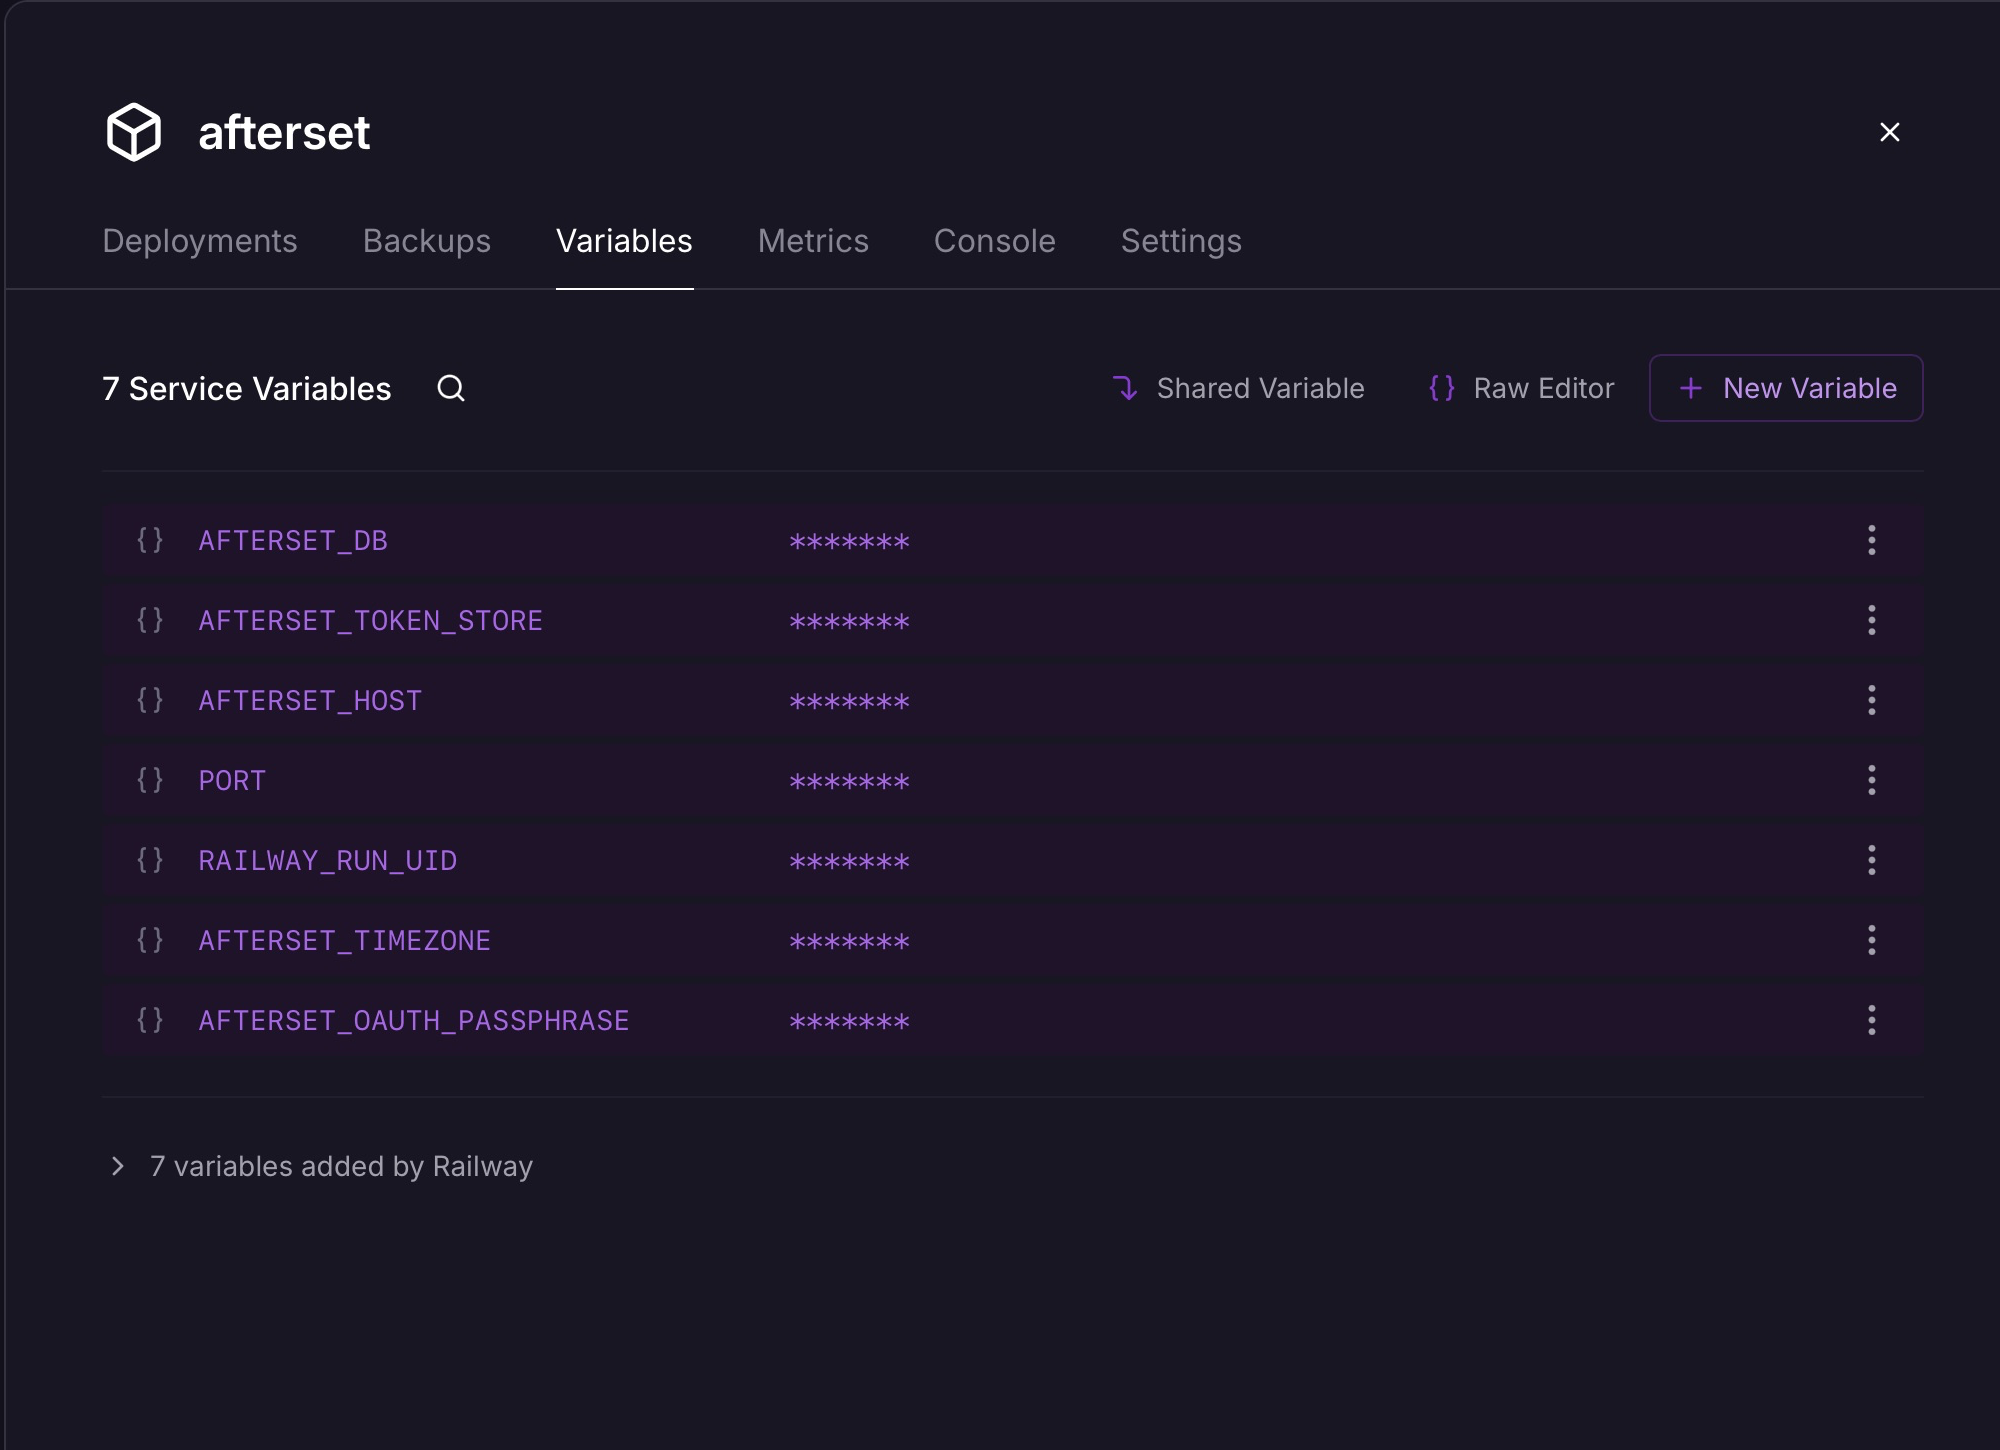 afterset
Deployments Backups Variables Metrics Console Settings
7 Service Variables Shared Variable {} Raw Editor + New Variable
{} AFTERSET_DB *******
{} AFTERSET_TOKEN_STORE *******
{} AFTERSET_HOST *******
{} PORT *******
{} RAILWAY_RUN_UID *******
{} AFTERSET_TIMEZONE *******
{} AFTERSET_OAUTH_PASSPHRASE *******
7 variables added by Railway